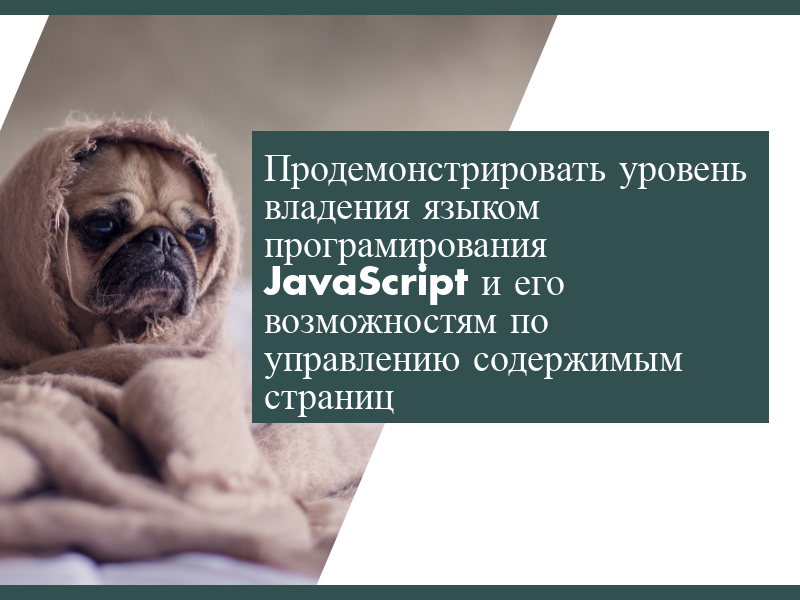 Продемонстрировать уровень
владения языком
програмирования
JavaScript и его
возможностям по
управлению содержимым
страниц